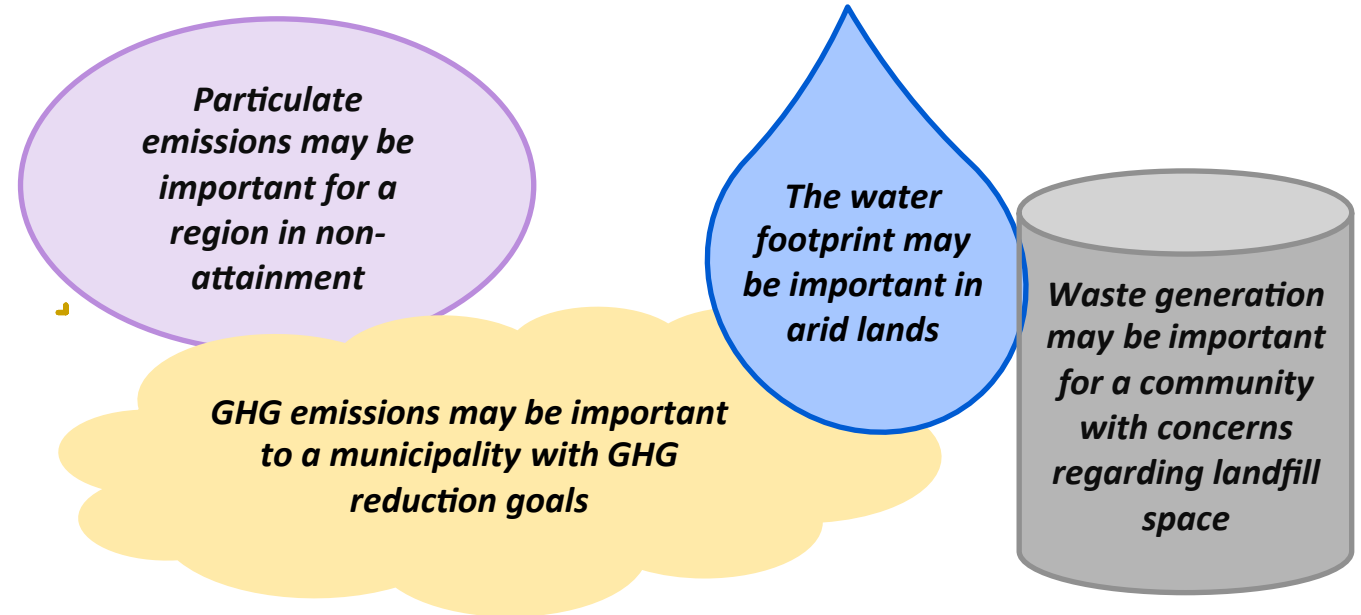 Particulate
emissions may be
important for a
region in non-
attainment
The water
footprint may
be important in
arid lands
Waste generation
may be important
for a community
with concerns
regarding landfill
space
GHG emissions may be important
to a municipality with GHG
reduction goals